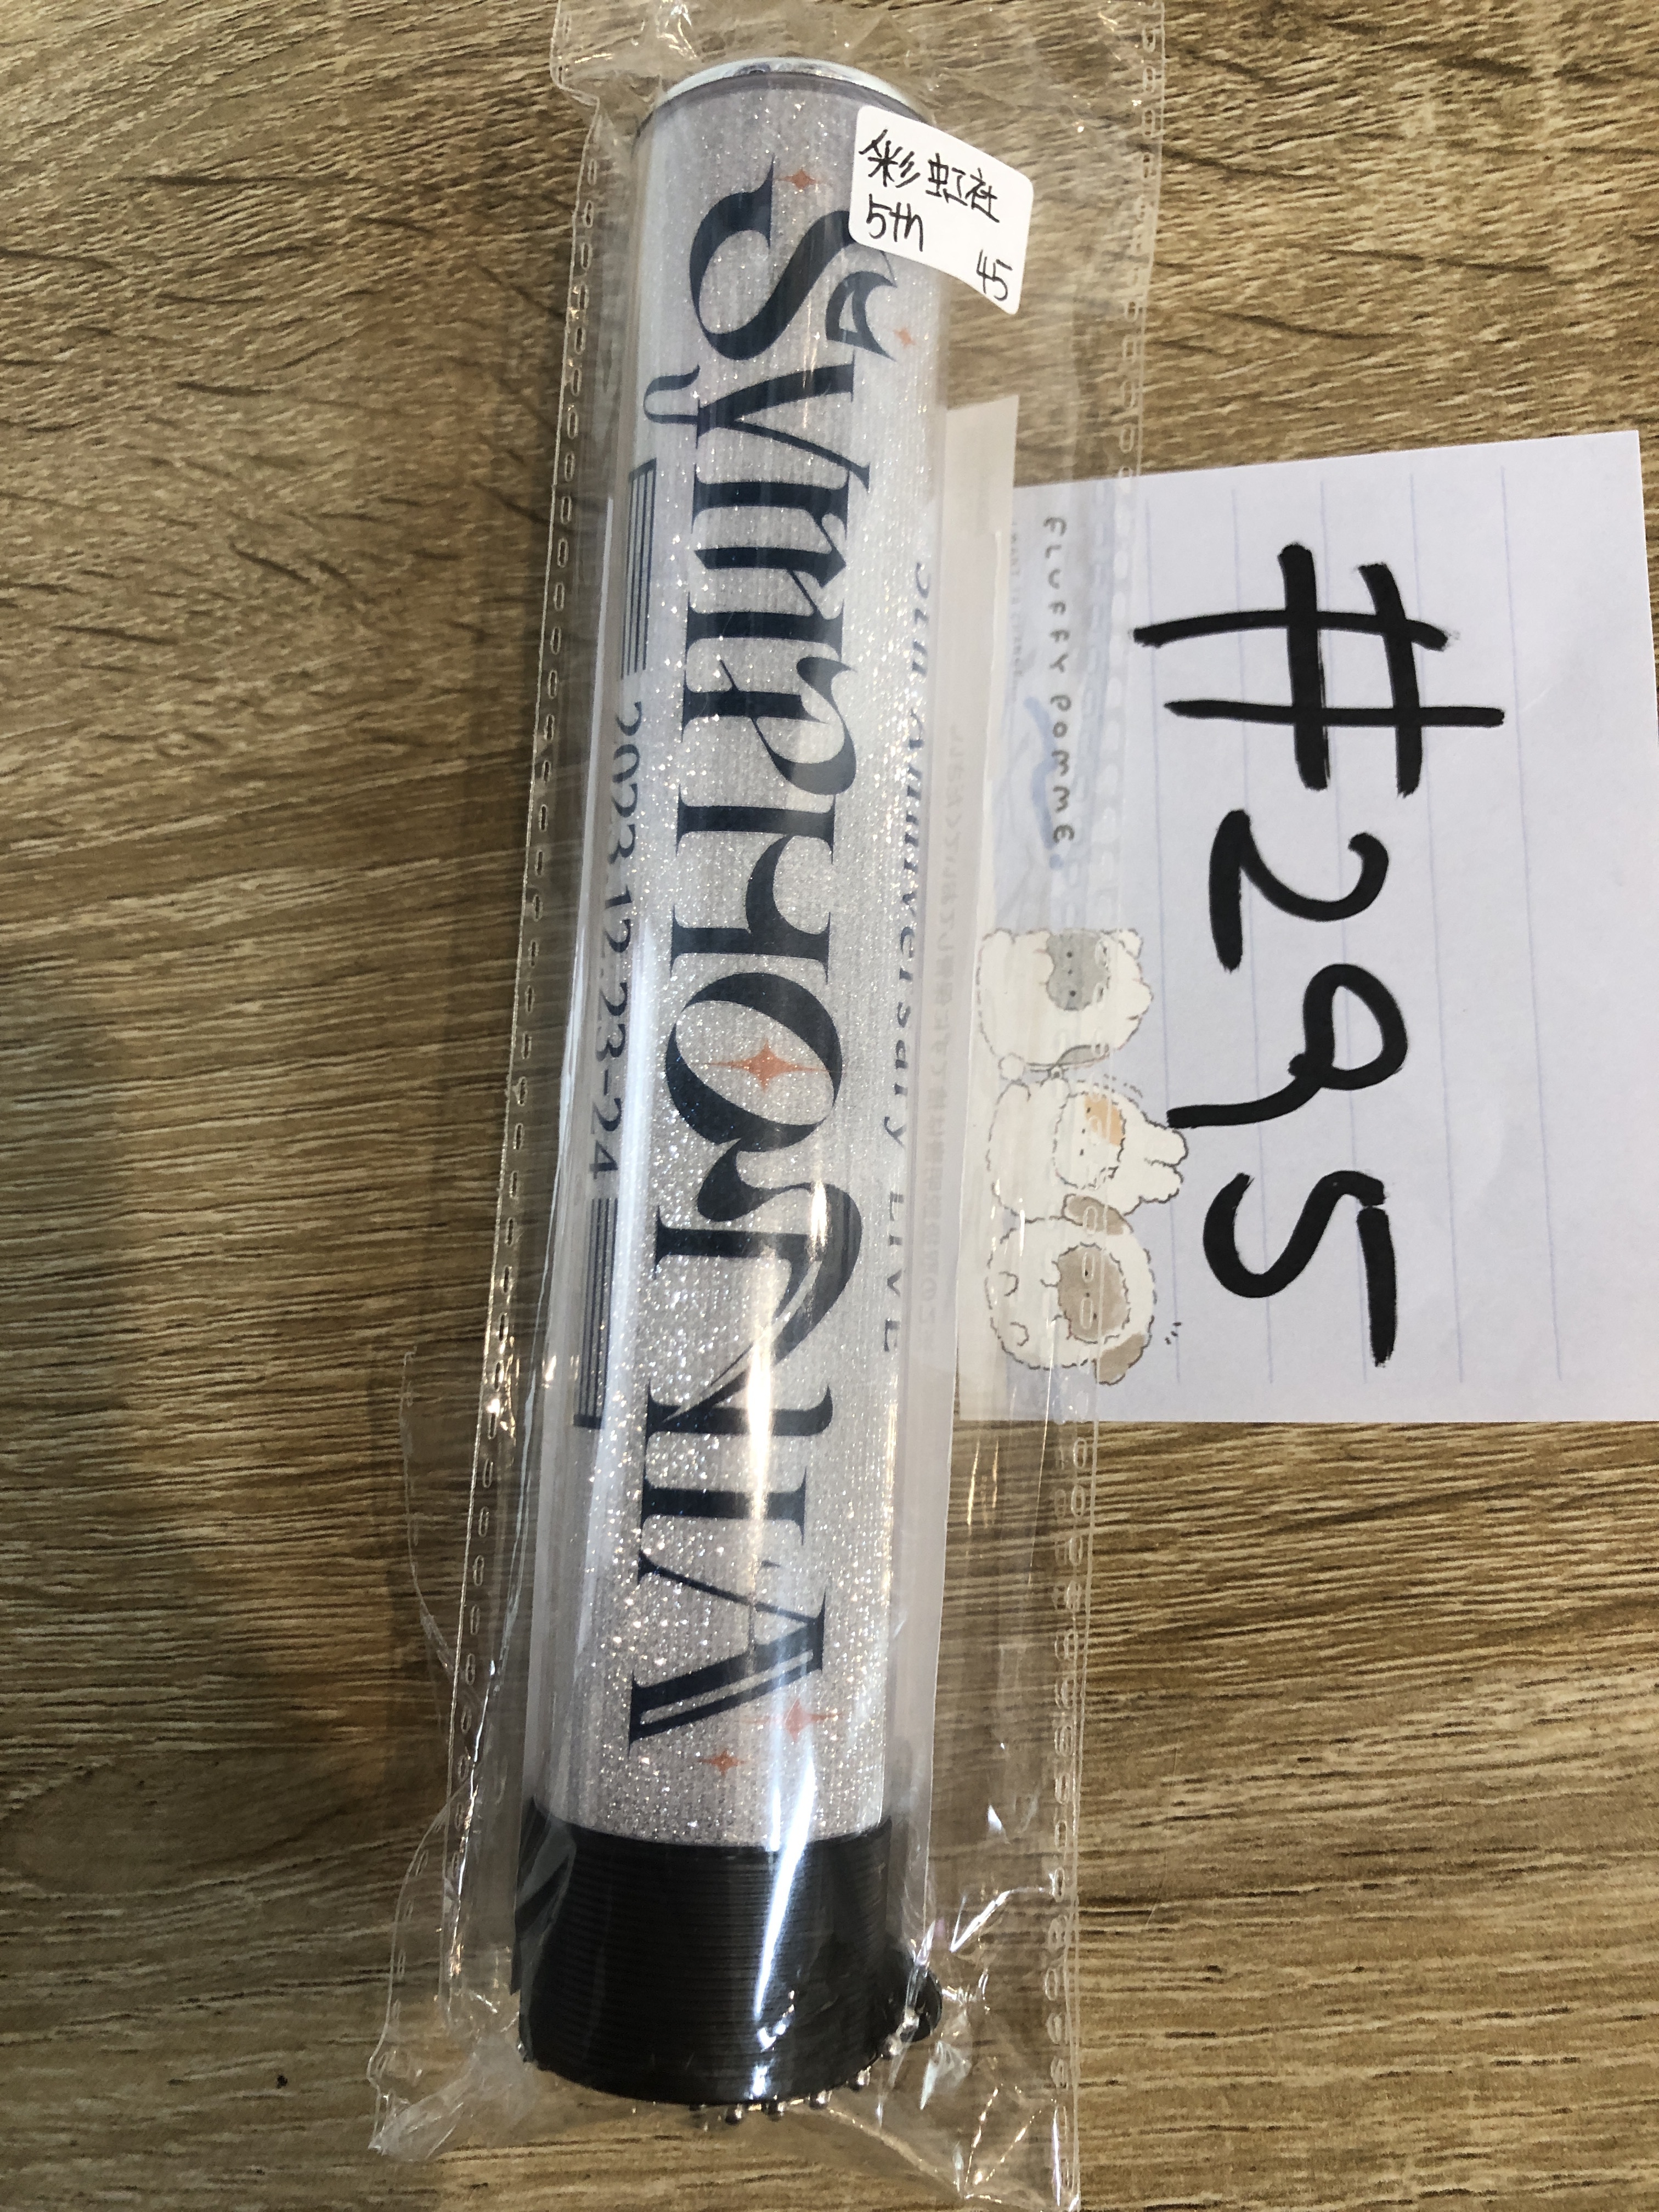 彩虹社
5th
45
SYMPHONIA
5th Anniversary LIVE
2023.12.23-24
FLUFFY POMME
#295